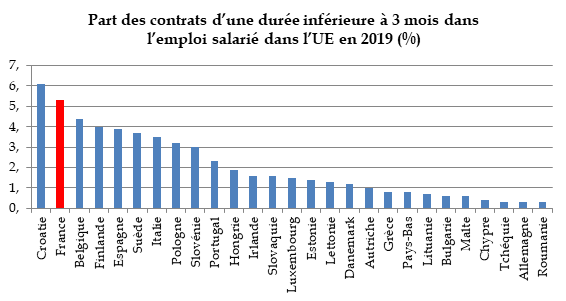 Part des contrats d'une durée inférieure à 3 mois dans
l'emploi salarié dans l'UE en 2019 (%)
7,
6,
5,
4,
3,
2,
1,
0,
Croatie
France
Belgique
Finlande
Espagne
Suède
Italie
Pologne
Slovénie
Portugal
Hongrie
Irlande
Slovaquie
Luxembourg
Estonie
Lettonie
Danemark
Autriche
Grèce
Pays-Bas
Lituanie
Bulgarie
Malte
Chypre
Tchéquie
Allemagne
Roumanie